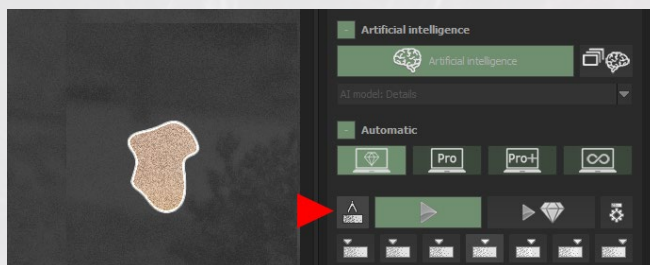 - Artificial intelligence
Artificial intelligence
AI model: Details
- Automatic
Pro Pro+